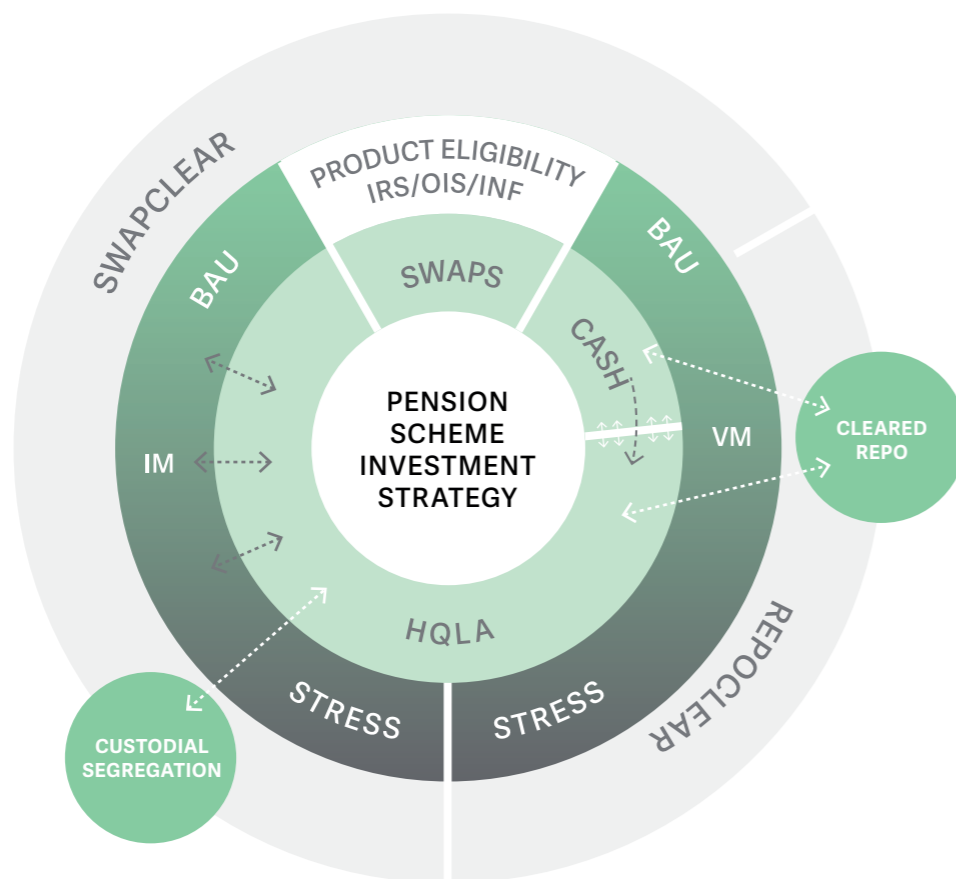 SWAPCLEAR
PRODUCT ELIGIBILITY
IRS/OIS/INF
BAU
BAU
SWAPS
CASH
PENSION
SCHEME
INVESTMENT
STRATEGY
IM
VM
CLEARED
REPO
HQLA
STRESS
STRESS
REPOCLEAR
CUSTODIAL
SEGREGATION